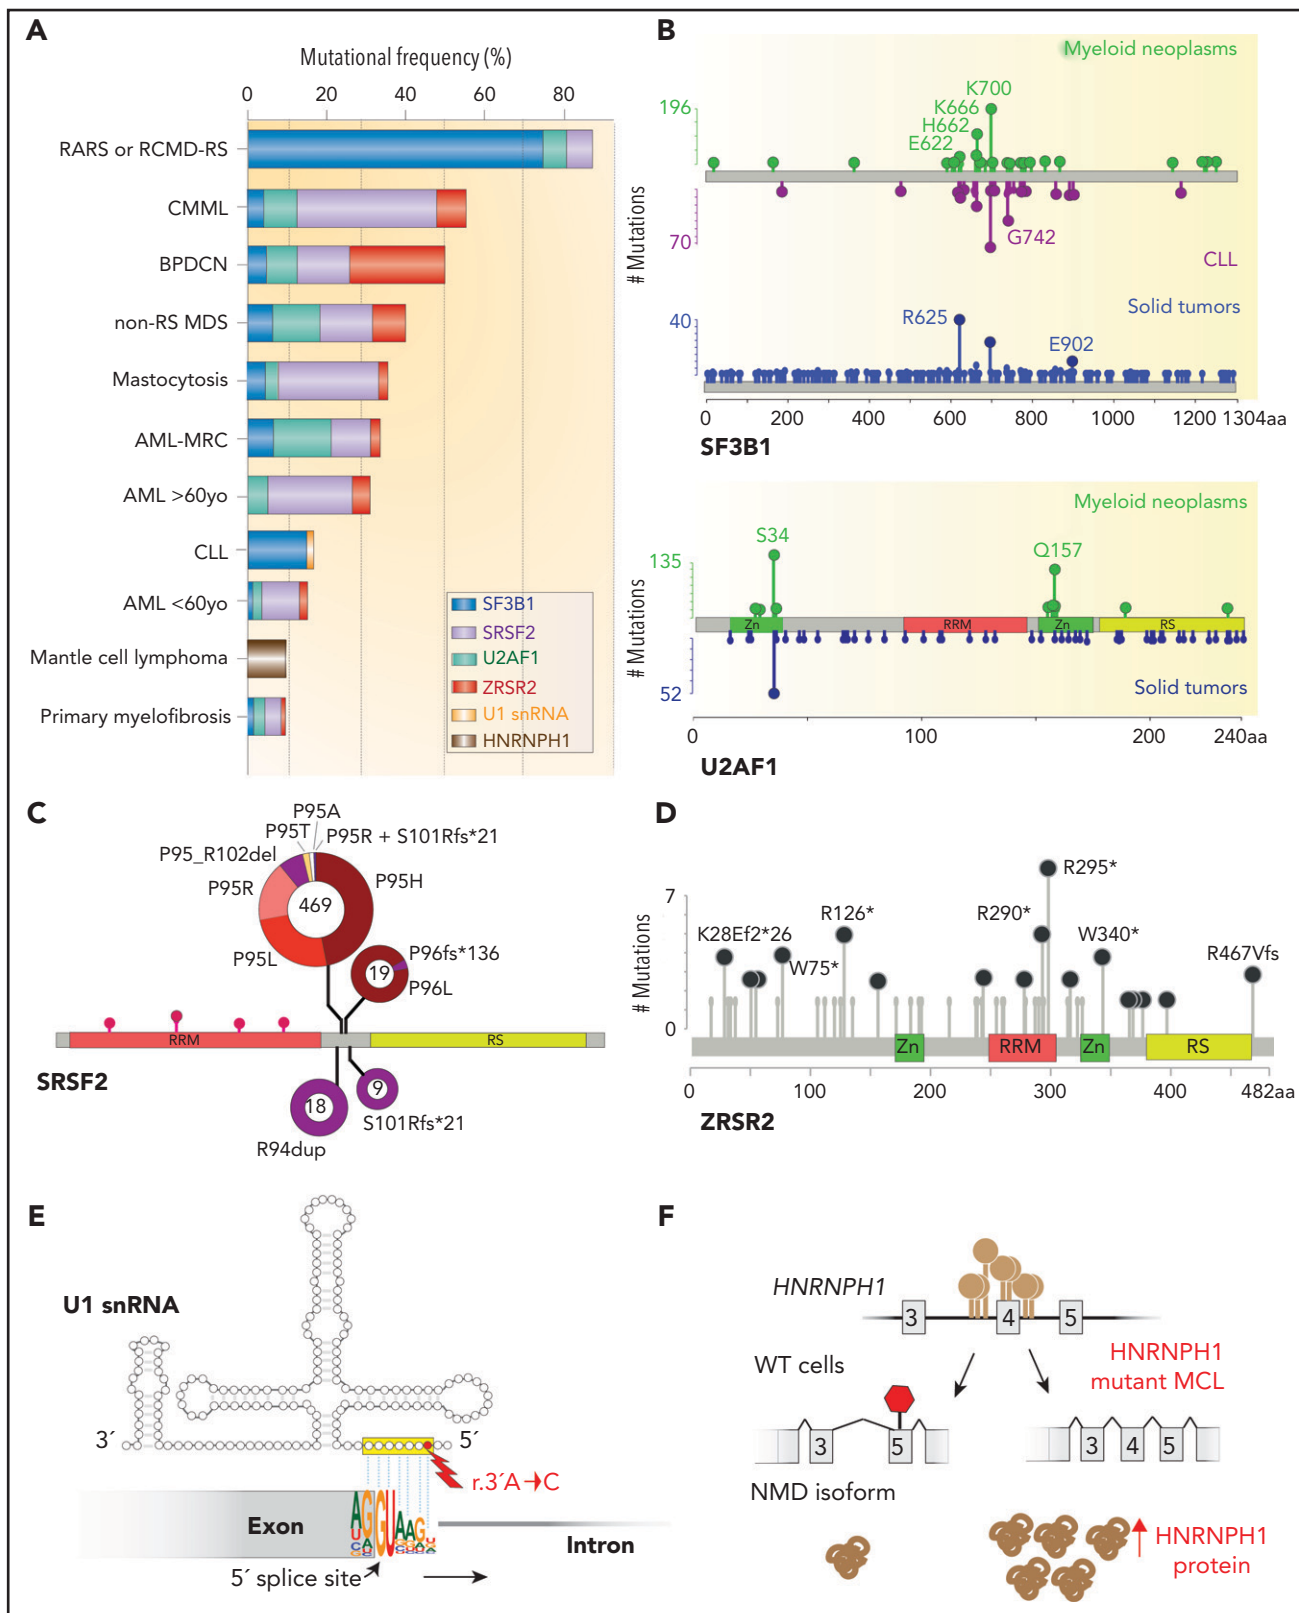 A
Mutational frequency (%)
0 20 40 60 80
RARS or RCMD-RS
CMML
BPDCN
non-RS MDS
Mastocytosis
AML-MRC
AML >60yo
CLL
AML <60yo
Mantle cell lymphoma
Primary myelofibrosis
SF3B1
SRSF2
U2AF1
ZRSR2
U1 snRNA
HNRNPH1
B
Myeloid neoplasms
K700
196
K666
H662
E622
# Mutations
70
G742
CLL
Solid tumors
40
R625
E902
0 200 400 600 800 1000 1200 1304aa
SF3B1
Myeloid neoplasms
S34
135
Q157
# Mutations
Zn RRM Zn RS
52
Solid tumors
0 100 200 240aa
U2AF1
C
P95A
P95T
P95R + S101Rfs*21
P95_R102del
P95R
P95H
469
P95L
P96fs*136
19
P96L
RRM RS
SRSF2
18
9
S101Rfs*21
R94dup
D
# Mutations
7
R295*
R126*
R290*
K28Ef2*26
W75*
W340*
R467Vfs
0
Zn RRM Zn RS
0 100 200 300 400 482aa
ZRSR2
E
U1 snRNA
3´ 5´
r.3´A→C
Exon
Intron
5´ splice site
F
HNRNPH1
3 4 5
WT cells
HNRNPH1
mutant MCL
3 5
3 4 5
NMD isoform
HNRNPH1
protein